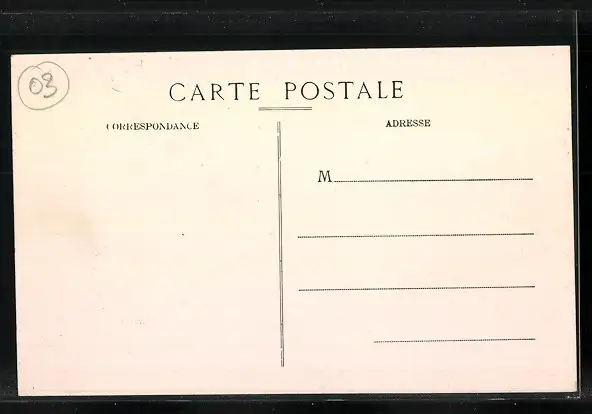 03
CARTE POSTALE
CORRESPONDANCE
ADRESSE
M